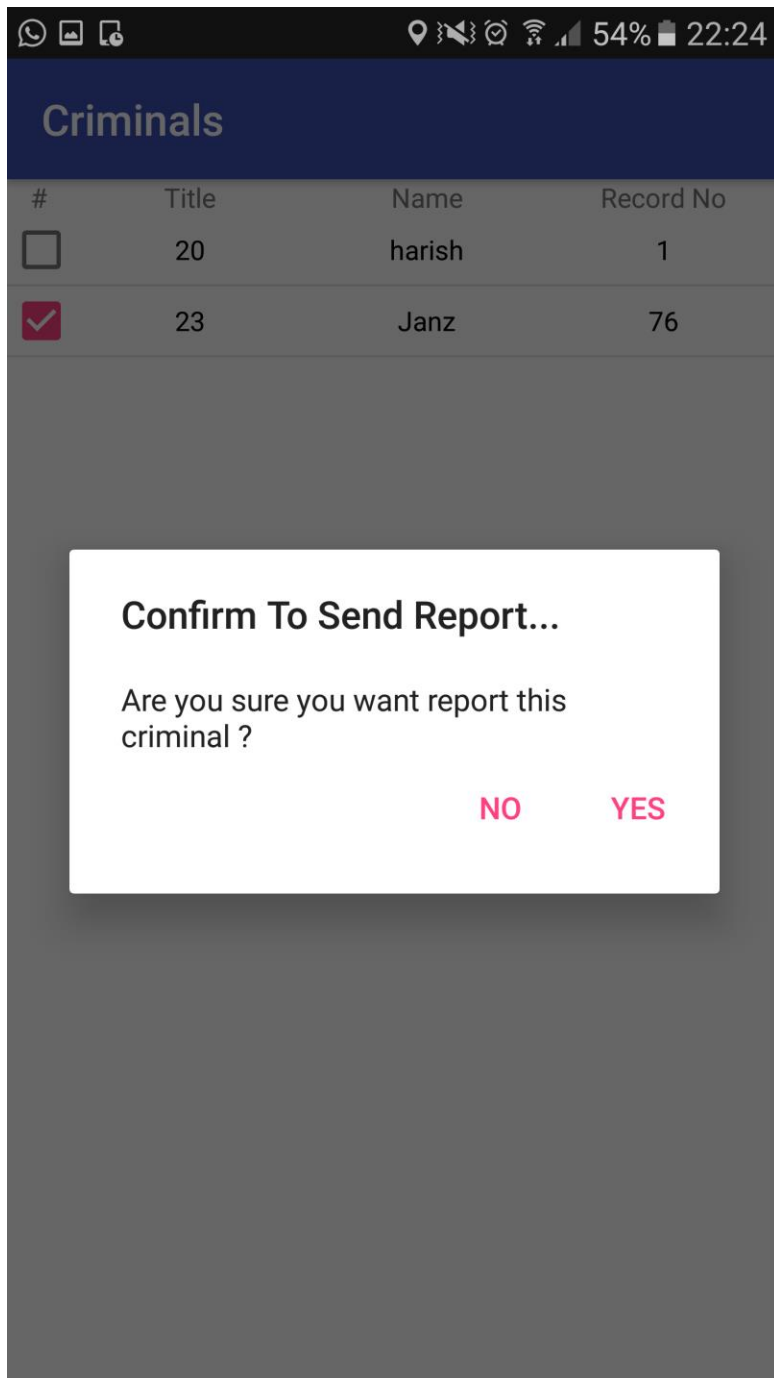 54% 22:24
Criminals
# Title Name Record No
20 harish 1
23 Janz 76
Confirm To Send Report...
Are you sure you want report this
criminal ?
NO YES